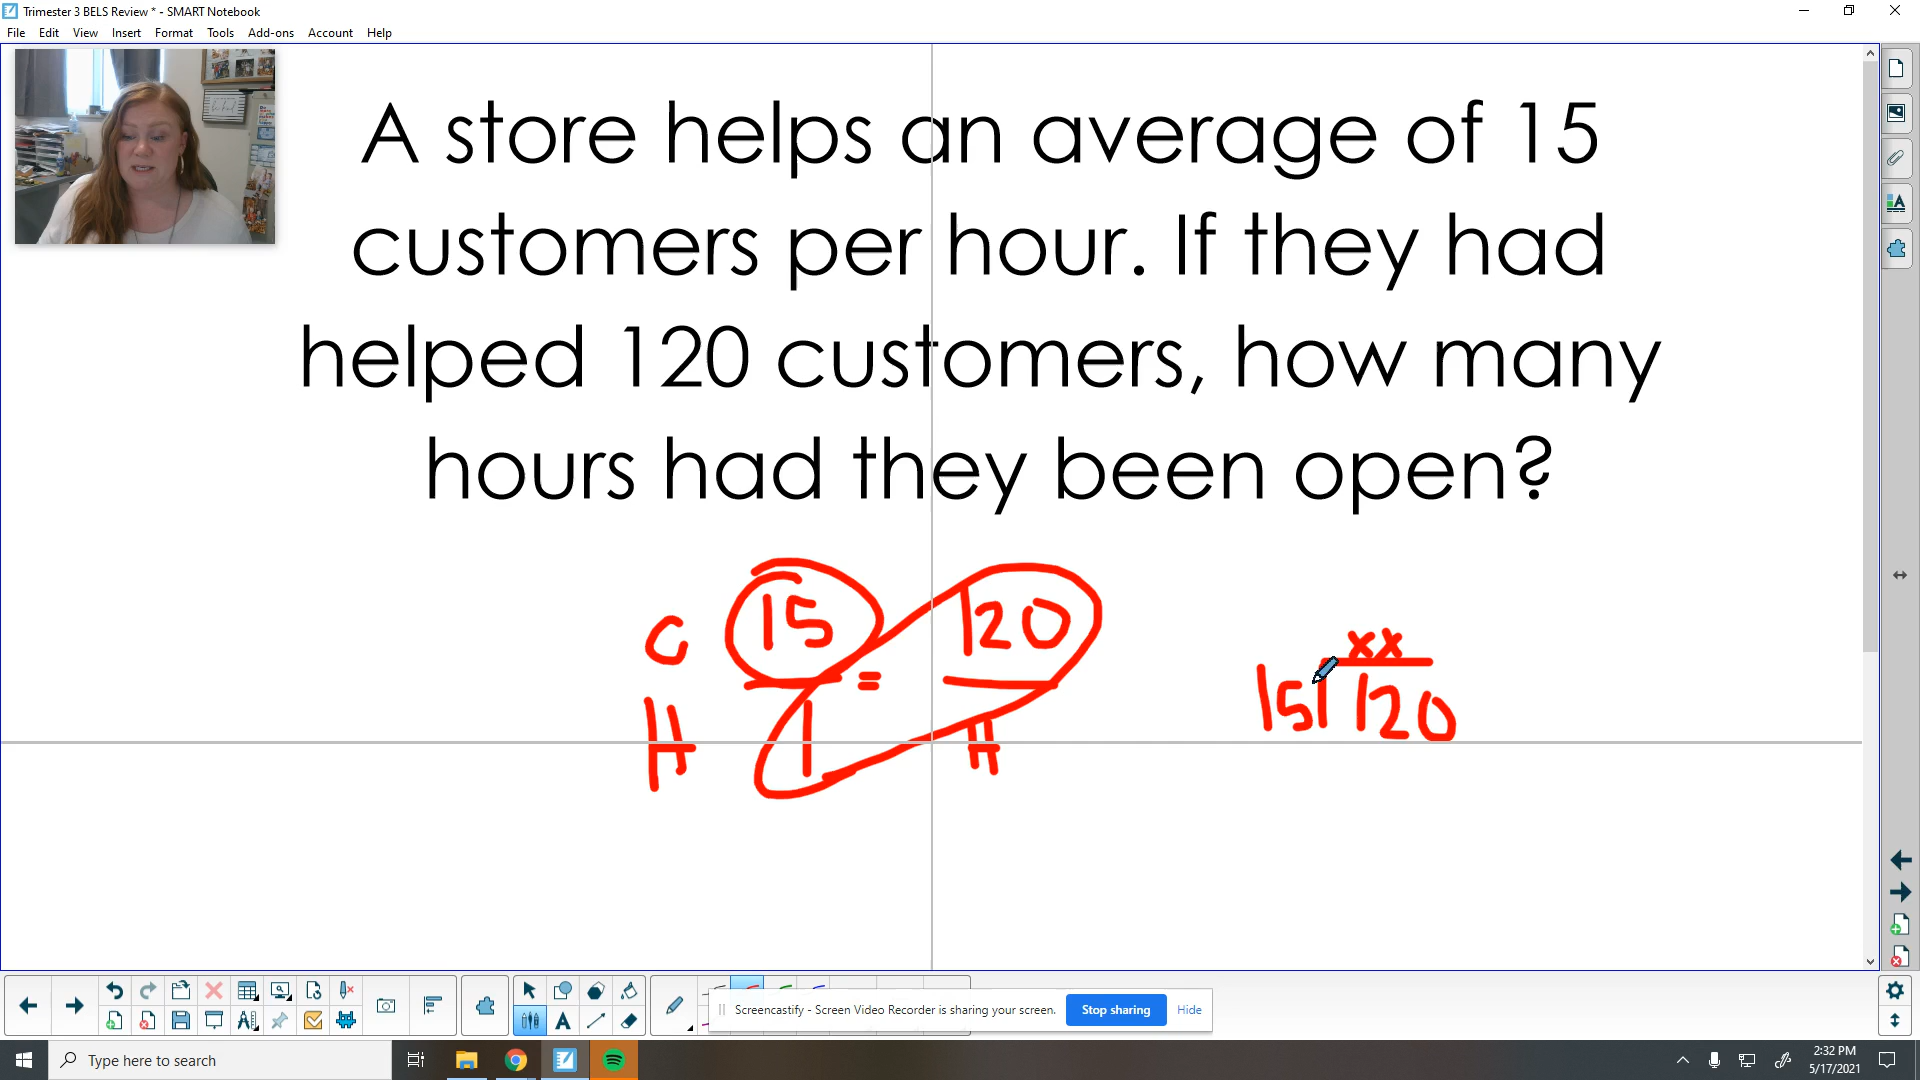 Trimester 3 BELS Review * - SMART Notebook
File Edit View Insert Format Tools Add-ons Account Help
A store helps an average of 15
customers per hour. If they had
helped 120 customers, how many
hours had they been open?
C 15 = 120
H 1 H
xx
15 120
Screencastify - Screen Video Recorder is sharing your screen. Stop sharing Hide
Type here to search
2:32 PM
5/17/2021